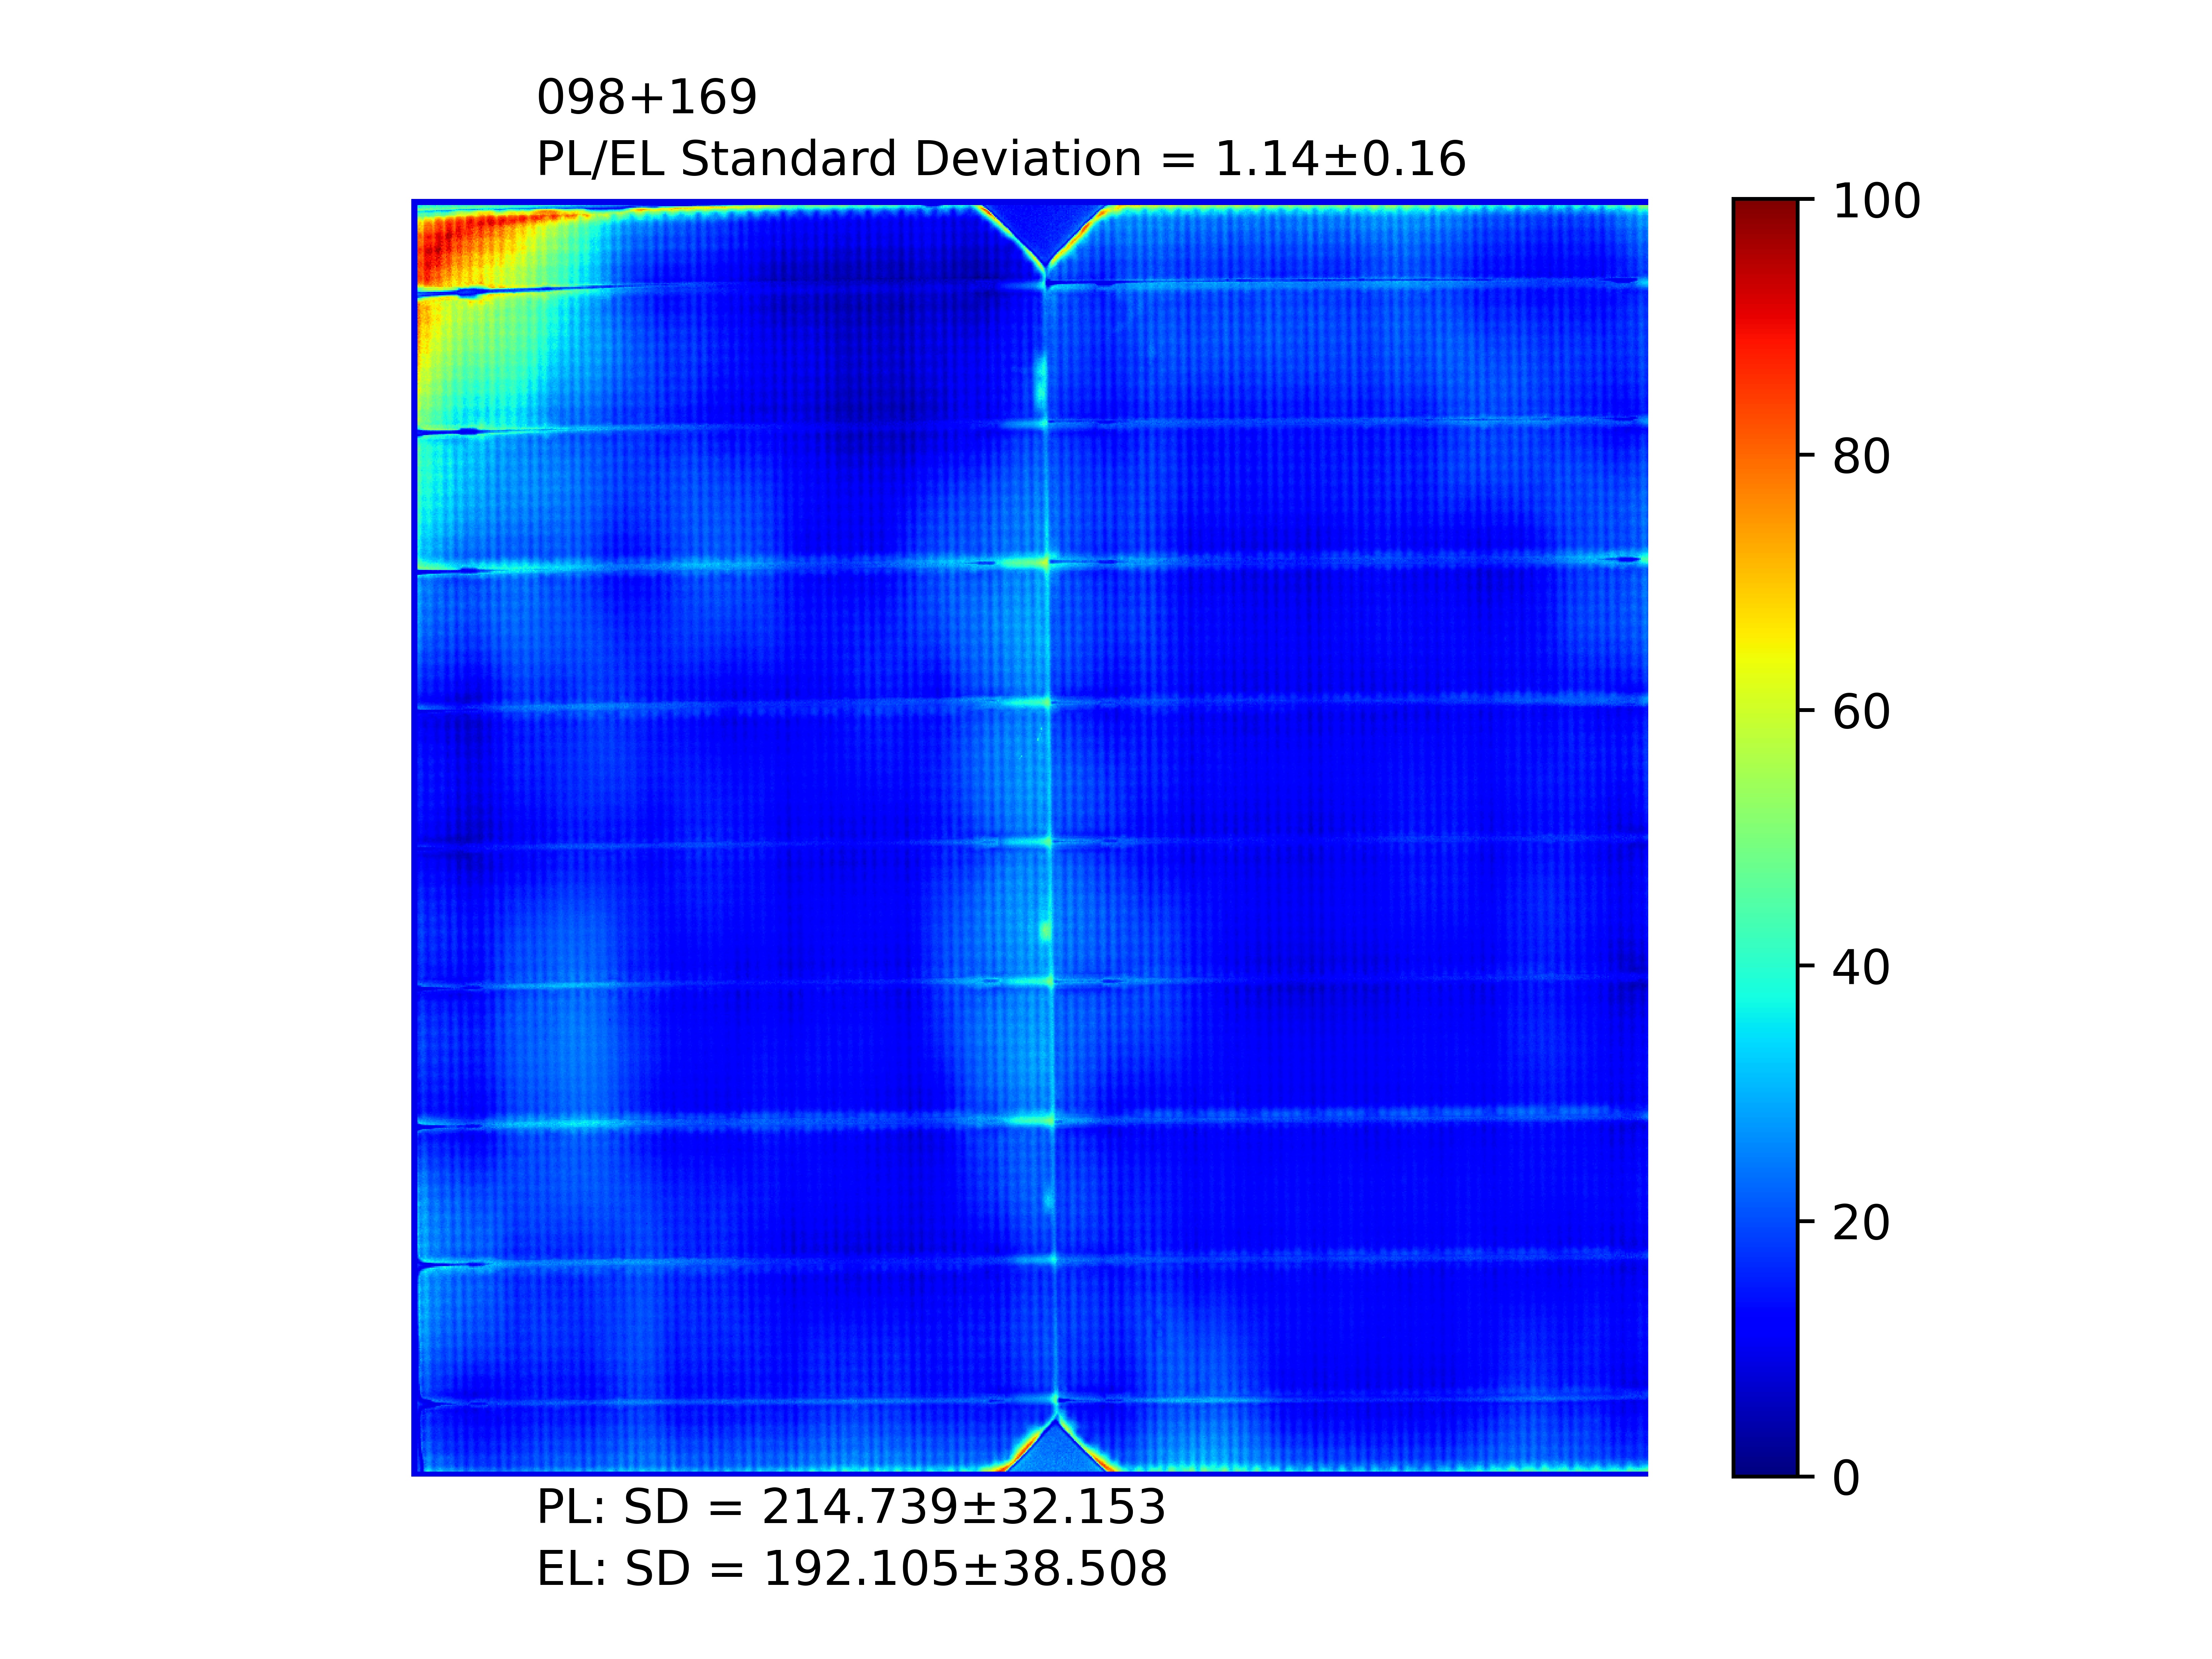 098+169
PL/EL Standard Deviation = 1.14±0.16
100
80
60
40
20
0
PL: SD = 214.739±32.153
EL: SD = 192.105±38.508